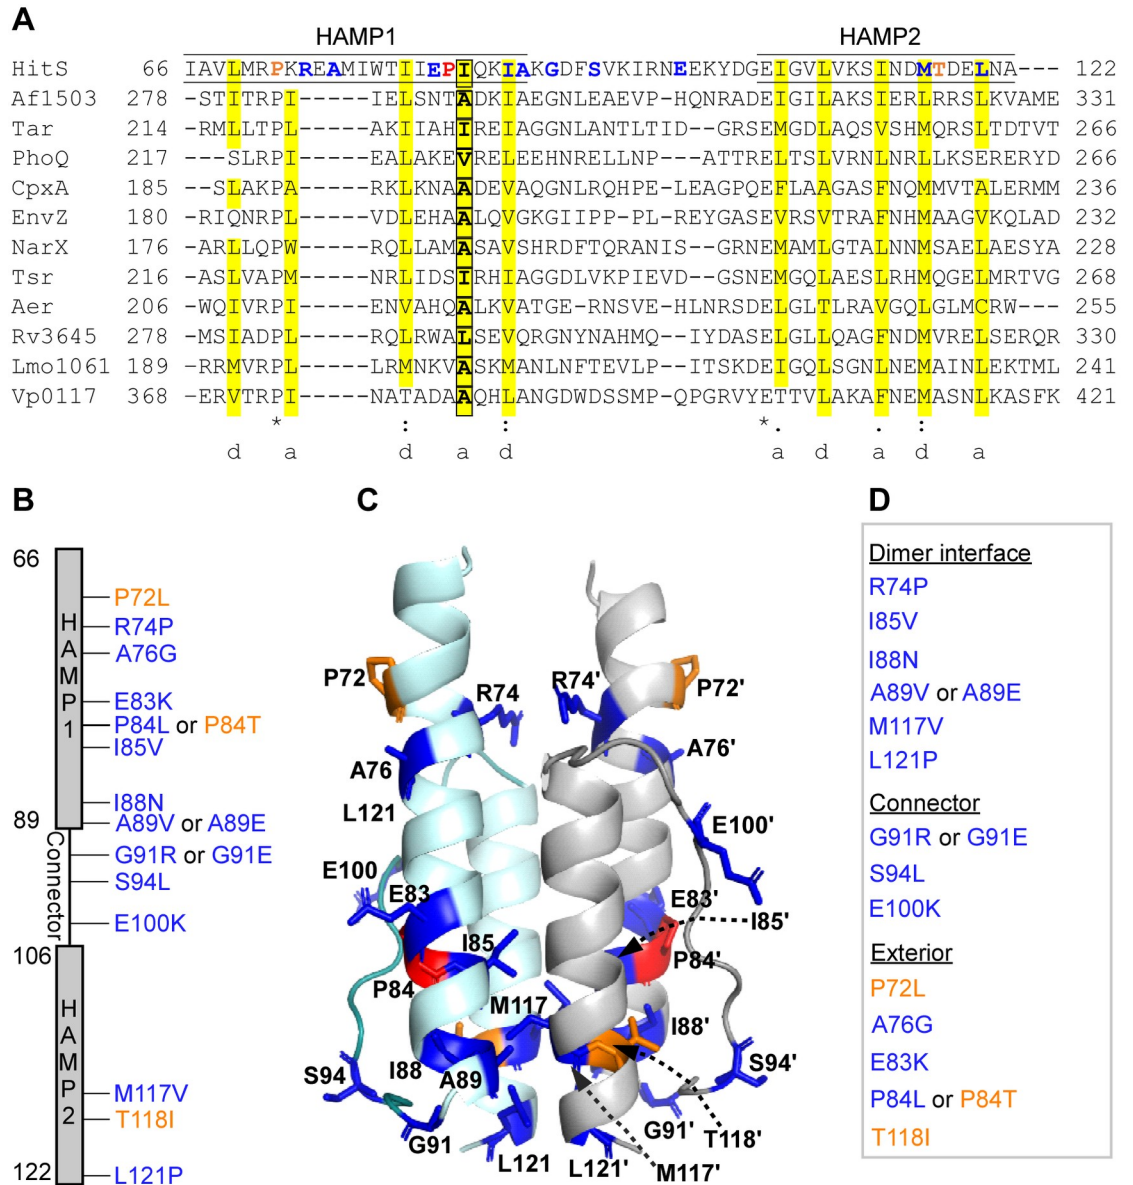 A
HAMP1 HAMP2
HitS 66 IAVLMRPKREAMIWTIIEPIQKIAKGDFSVKIRNEEKYDGEIGVLVKSINDMTDELNA--- 122
Af1503 278 -STITRPI-----IELSNTADKIAEGNLEAEVP-HQNRADEIGILAKSIERLRRSLKVAME 331
Tar 214 -RMLLTPL-----AKIIAHIREIAGGNLANTLTID--GRSEMGDLAQSVSHMQRSLTDTVT 266
PhoQ 217 ---SLRPI-----EALAKEVRELEEHNRELLNP---ATTRELTSLVRNLNRLLKSERERYD 266
CpxA 185 --SLAKPA-----RKLKNAADEVAQGNLRQHPE-LEAGPQEFLAAGASFNQMMVTALERMM 236
EnvZ 180 -RIQNRPL-----VDLEHAALQVGKGIIPP-PL-REYGASEVRSVTRAFNHMAAGVKQLAD 232
NarX 176 -ARLLQPW-----RQLLAMASAVSHRDFTQRANIS--GRNEMAMLGTALNNMSAELAESYA 228
Tsr 216 -ASLVAPM-----NRLIDSIRHIAGGDLVKPIEVD--GSNEMGQLAESLRHMQGELMRTVG 268
Aer 206 -WQIVRPI-----ENVAHQALKVATGE-RNSVE-HLNRSDELGLTLRAVGQLGLMCRW--- 255
Rv3645 278 -MSIADPL-----RQLRWALSEVQRGNYNAHMQ--IYDASELGLLQAGFNDMVRELSERQR 330
Lmo1061 189 -RRMVRPL-----LRMNKVASKMANLNFTEVLP--ITSKDEIGQLSGNLNEMAINLEKTML 241
Vp0117 368 -ERVTRPI-----NATADAAQHLANGDWDSSMP-QPGRVYETTVLAKAFNEMASNLKASFK 421
* : : *. . :
d a d a d a d a d a
B
66
HAMP1
P72L
R74P
A76G
E83K
P84L or P84T
I85V
I88N
89
A89V or A89E
Connector
G91R or G91E
S94L
E100K
106
HAMP2
M117V
T118I
122
L121P
C
P72
R74
R74'
P72'
A76
A76'
L121
E100'
E100
E83
E83'
I85'
I85
P84'
P84
M117
I88'
I88
A89
S94
S94'
G91
G91'
T118'
L121
L121'
M117'
D
Dimer interface
R74P
I85V
I88N
A89V or A89E
M117V
L121P
Connector
G91R or G91E
S94L
E100K
Exterior
P72L
A76G
E83K
P84L or P84T
T118I